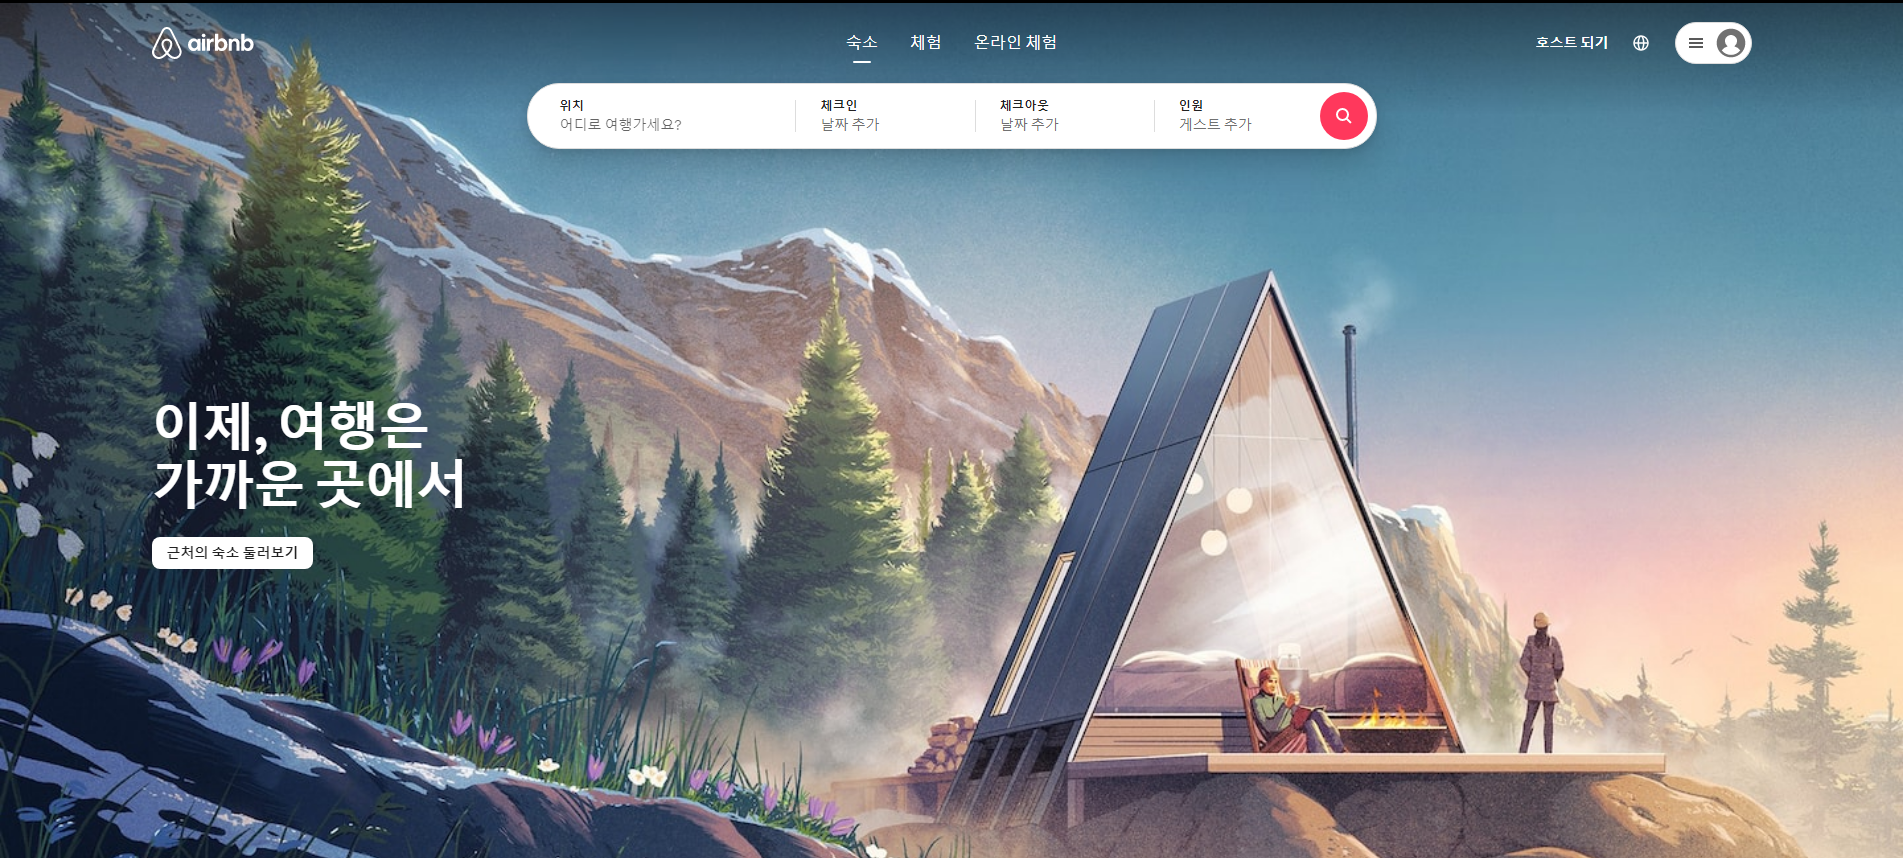 airbnb
숙소 체험 온라인 체험
호스트 되기
위치 체크인 체크아웃 인원
어디로 여행가세요? 날짜 추가 날짜 추가 게스트 추가
이제, 여행은
가까운 곳에서
근처의 숙소 둘러보기